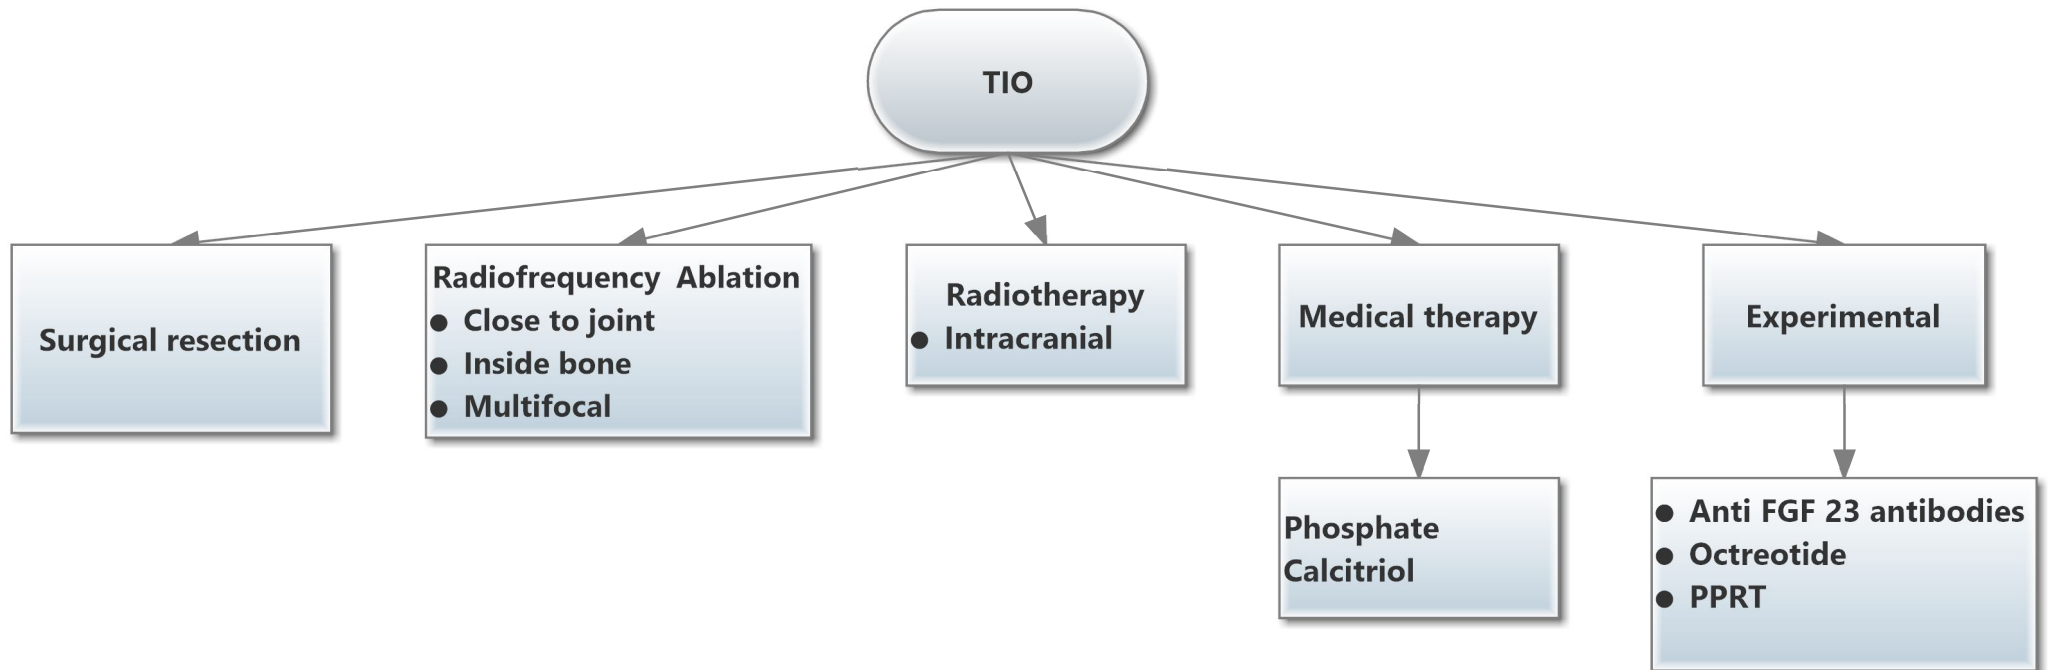 TIO
Surgical resection
Radiofrequency Ablation
● Close to joint
● Inside bone
● Multifocal
Radiotherapy
● Intracranial
Medical therapy
Experimental
Phosphate
Calcitriol
● Anti FGF 23 antibodies
● Octreotide
● PPRT